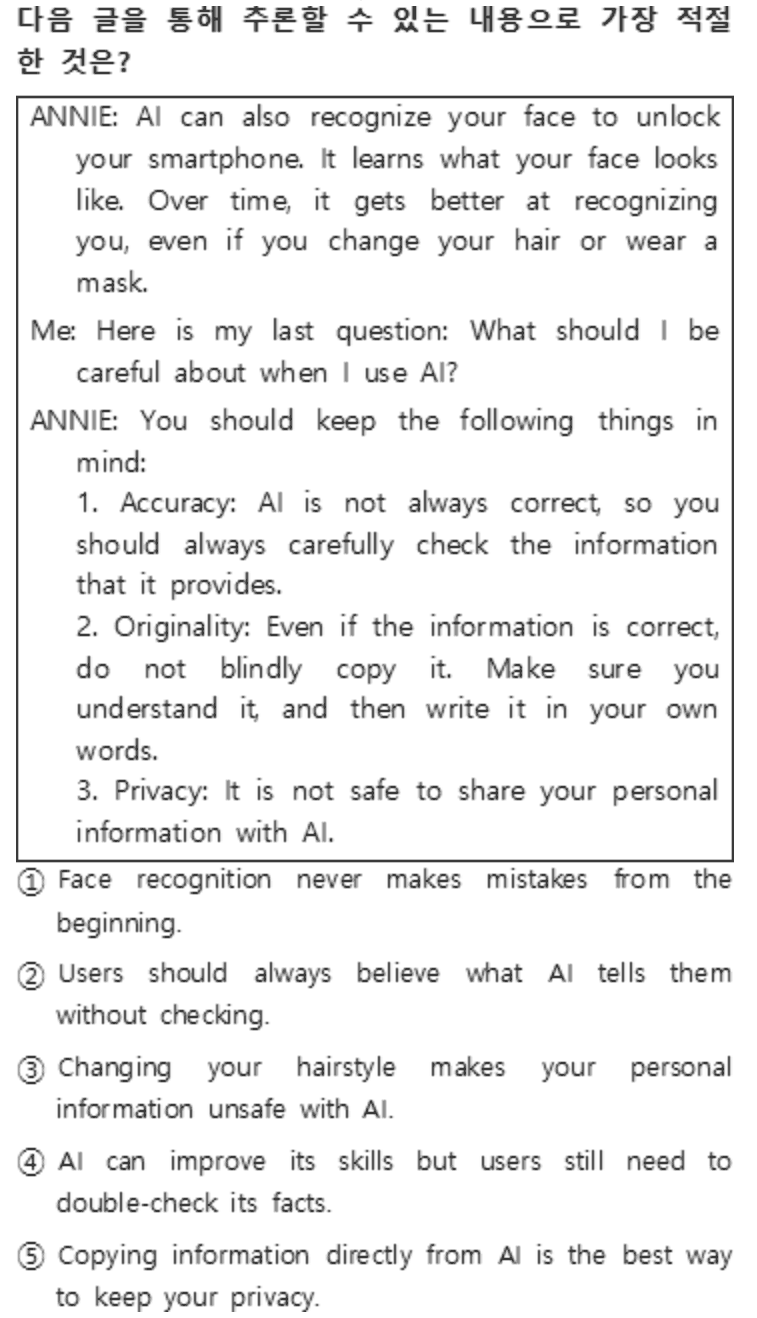 다음 글을 통해 추론할 수 있는 내용으로 가장 적절
한 것은?
ANNIE: AI can also recognize your face to unlock
your smartphone. It learns what your face looks
like. Over time, it gets better at recognizing
you, even if you change your hair or wear a
mask.
Me: Here is my last question: What should I be
careful about when I use AI?
ANNIE: You should keep the following things in
mind:
1. Accuracy: AI is not always correct, so you
should always carefully check the information
that it provides.
2. Originality: Even if the information is correct,
do not blindly copy it. Make sure you
understand it, and then write it in your own
words.
3. Privacy: It is not safe to share your personal
information with AI.
① Face recognition never makes mistakes from the
beginning.
② Users should always believe what AI tells them
without checking.
③ Changing your hairstyle makes your personal
information unsafe with AI.
④ AI can improve its skills but users still need to
double-check its facts.
⑤ Copying information directly from AI is the best way
to keep your privacy.